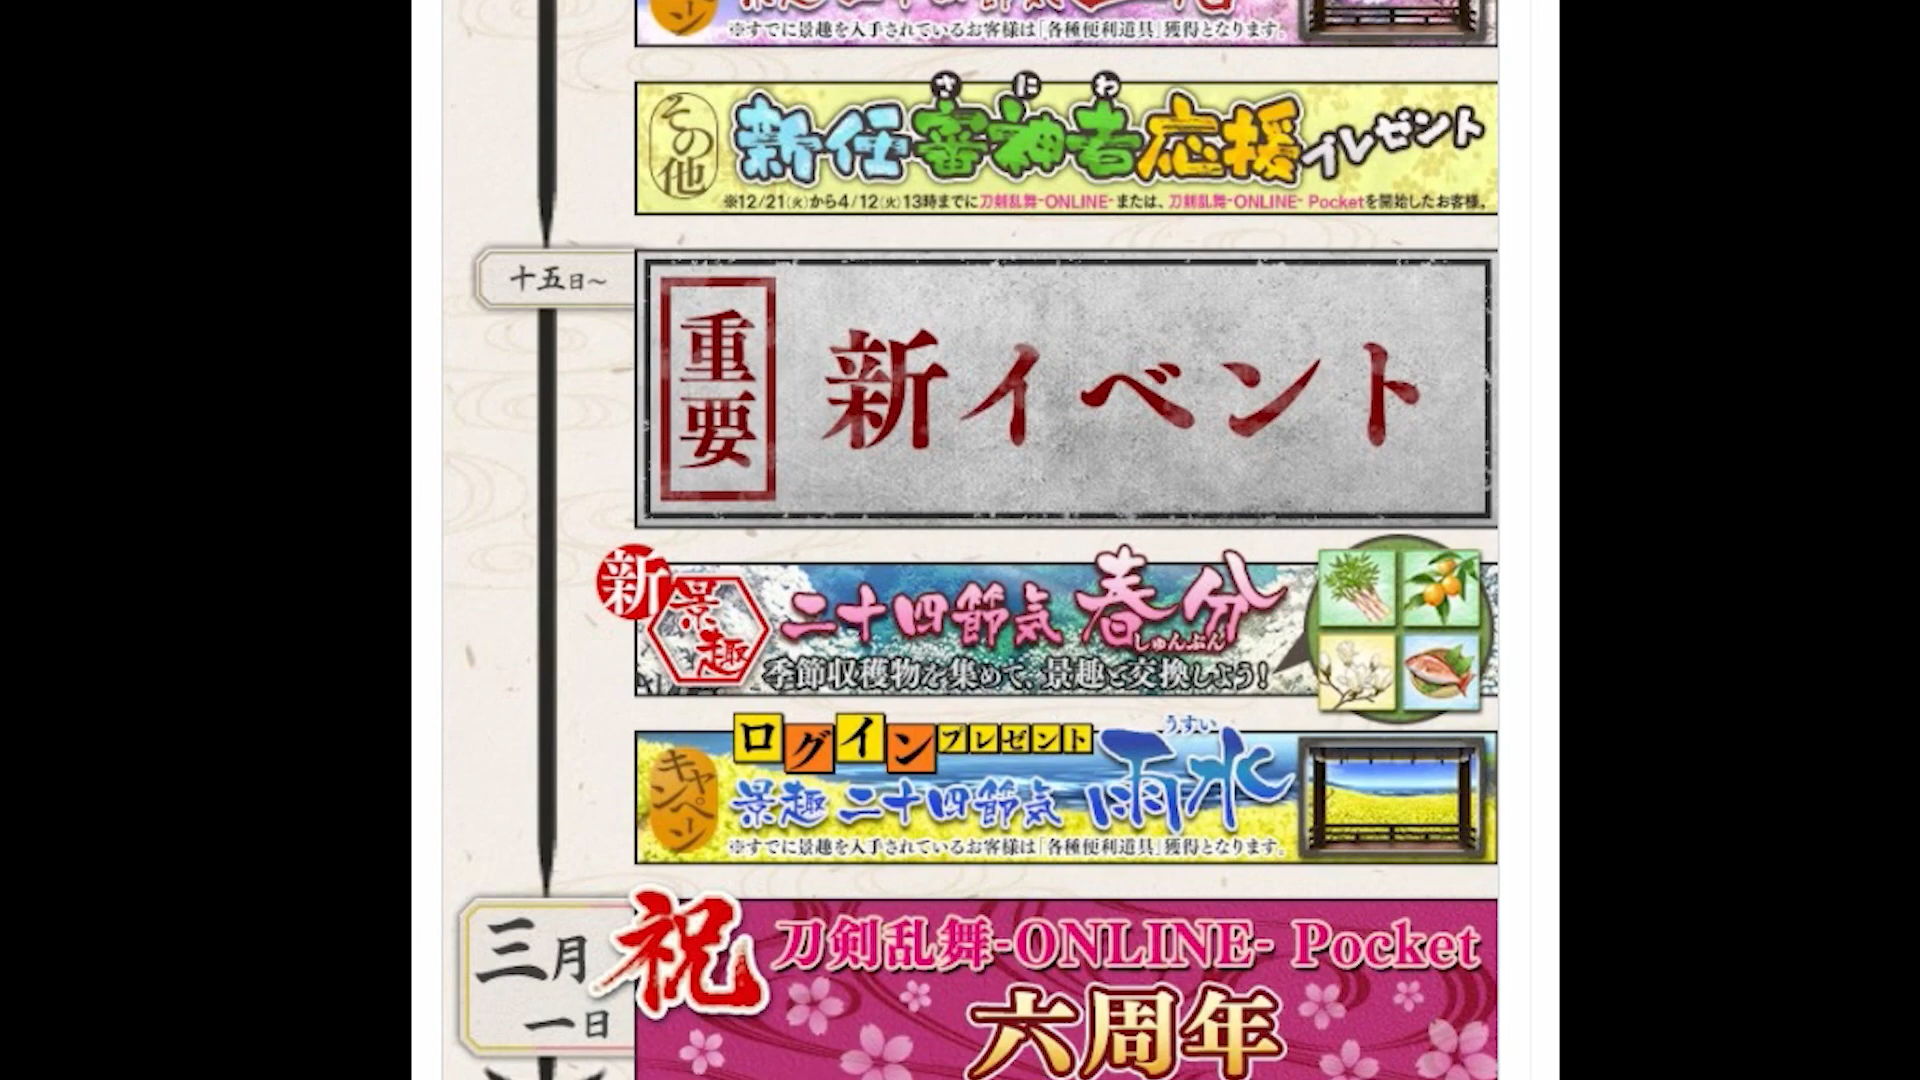 ※すでに景趣を入手されているお客様は「各種便利道具」獲得となります。
その他
さにわ
新任審神者応援プレゼント
※12/21(火)から4/12(火)13時までに刀剣乱舞-ONLINE-または、刀剣乱舞-ONLINE- Pocketを開始したお客様。
十五日~
重要
新イベント
新
景趣
二十四節気 春分
しゅんぶん
季節収穫物を集めて、景趣と交換しよう!
キャンペーン
ログインプレゼント
うすい
景趣 二十四節気 雨水
※すでに景趣を入手されているお客様は「各種便利道具」獲得となります。
三月
一日
祝
刀剣乱舞-ONLINE- Pocket
六周年